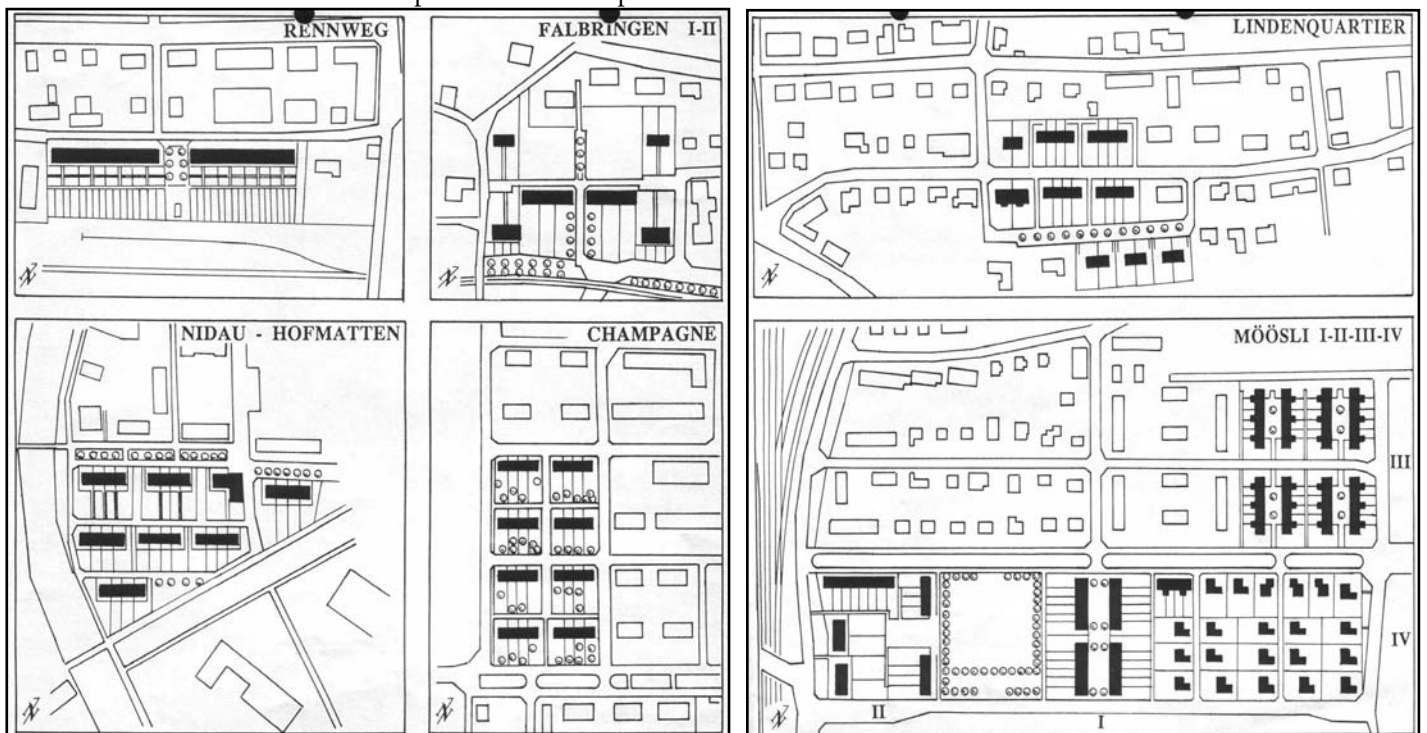 RENNWEG
FALBRINGEN I-II
LINDENQUARTIER
NIDAU - HOFMATTEN
CHAMPAGNE
MÖÖSLI I-II-III-IV
III
IV
II
I